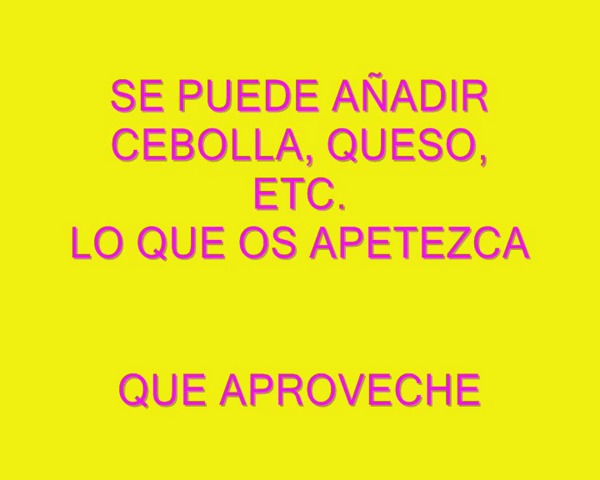 SE PUEDE AÑADIR
CEBOLLA, QUESO,
ETC.
LO QUE OS APETEZCA
QUE APROVECHE